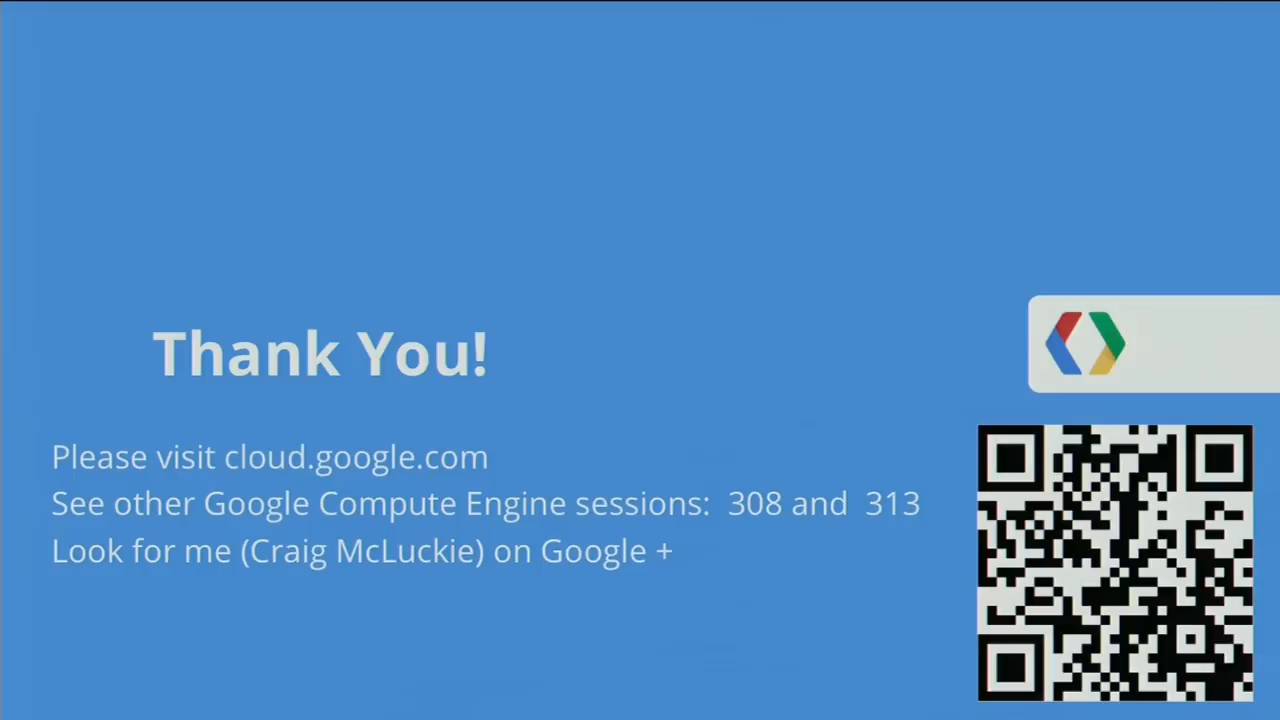 Thank You!
Please visit cloud.google.com
See other Google Compute Engine sessions:  308 and  313
Look for me (Craig McLuckie) on Google +